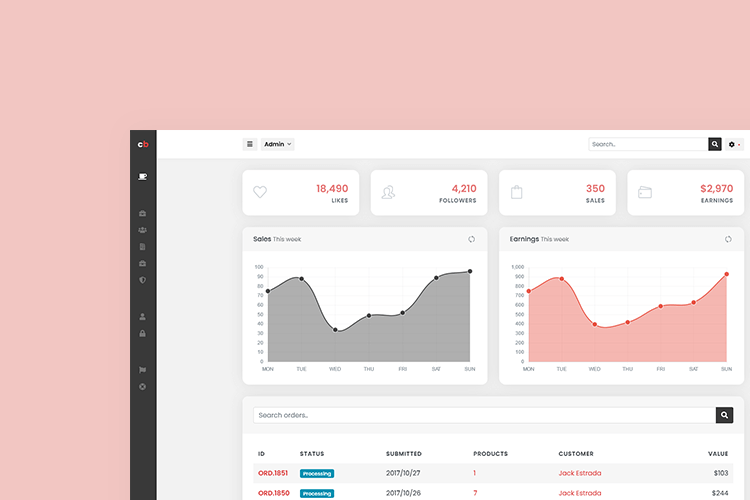 cb
Admin
Search..
18,490
LIKES
4,210
FOLLOWERS
350
SALES
$2,970
EARNINGS
Sales This week
100
90
80
70
60
50
40
30
20
10
0
MON TUE WED THU FRI SAT SUN
Earnings This week
1,000
900
800
700
600
500
400
300
200
100
0
MON TUE WED THU FRI SAT SUN
Search orders..
ID STATUS SUBMITTED PRODUCTS CUSTOMER VALUE
ORD.1851 Processing 2017/10/27 1 Jack Estrada $103
ORD.1850 Processing 2017/10/26 7 Jack Estrada $244